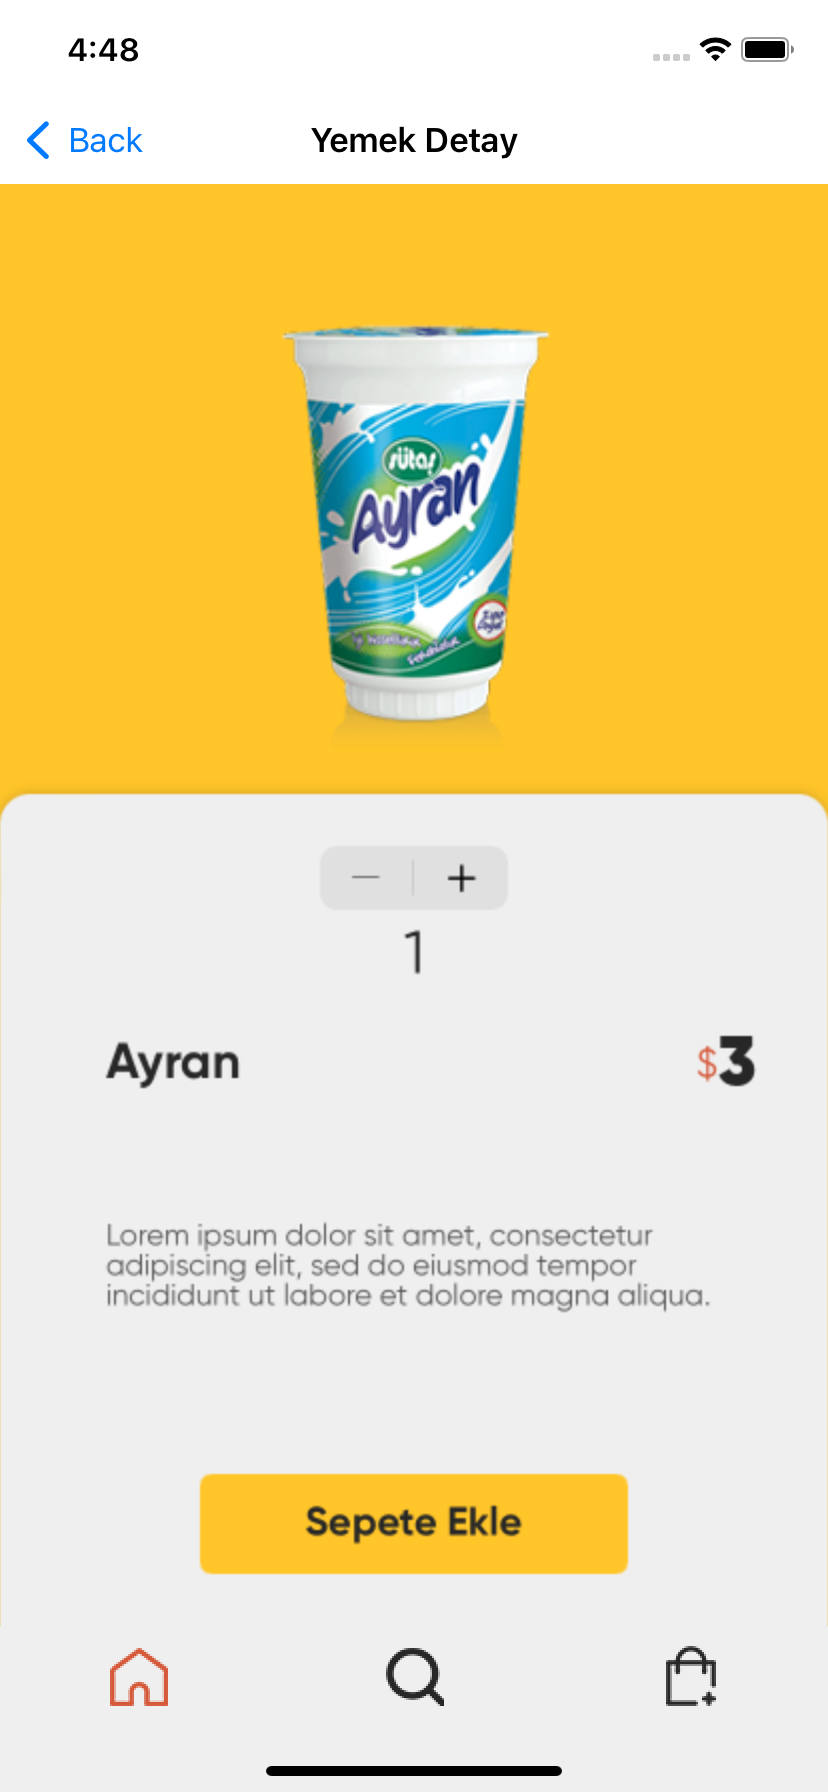 4:48
Back
Yemek Detay
sütaş
Ayran
1
Ayran
$3
Lorem ipsum dolor sit amet, consectetur
adipiscing elit, sed do eiusmod tempor
incididunt ut labore et dolore magna aliqua.
Sepete Ekle